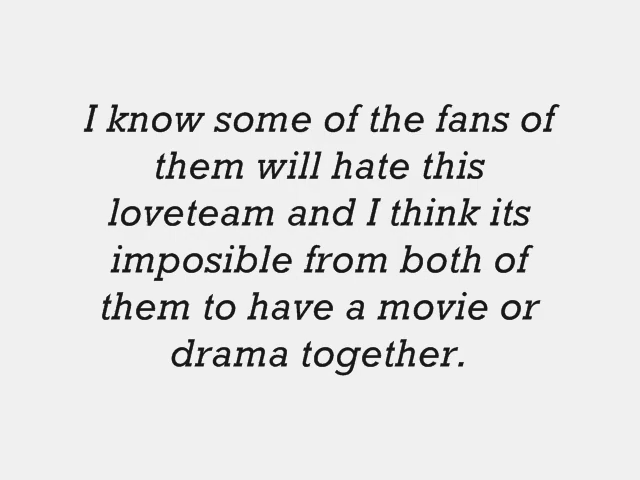 I know some of the fans of
them will hate this
loveteam and I think its
imposible from both of
them to have a movie or
drama together.